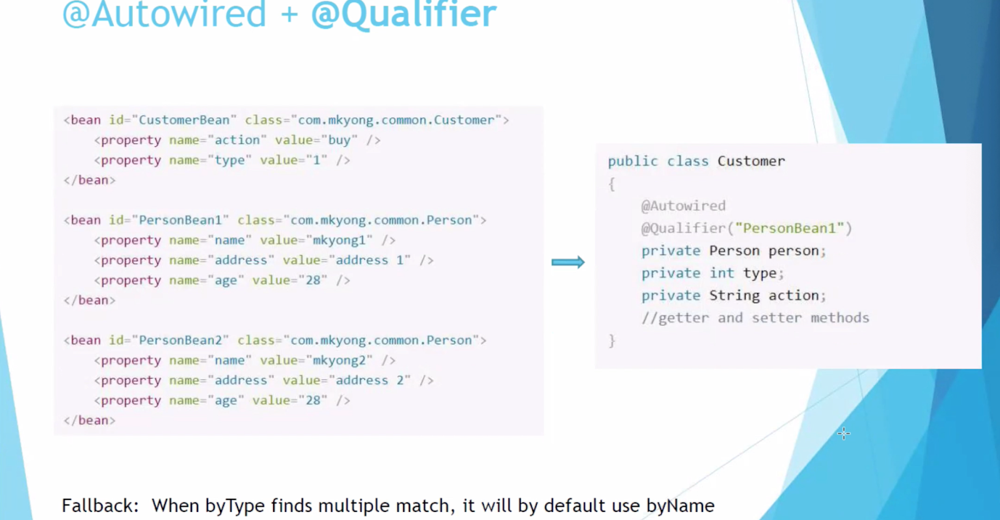 @Autowired + @Qualifier
<bean id="CustomerBean" class="com.mkyong.common.Customer">
<property name="action" value="buy" />
<property name="type" value="1" />
</bean>
<bean id="PersonBean1" class="com.mkyong.common.Person">
<property name="name" value="mkyong1" />
<property name="address" value="address 1" />
<property name="age" value="28" />
</bean>
<bean id="PersonBean2" class="com.mkyong.common.Person">
<property name="name" value="mkyong2" />
<property name="address" value="address 2" />
<property name="age" value="28" />
</bean>
public class Customer
{
@Autowired
@Qualifier("PersonBean1")
private Person person;
private int type;
private String action;
//getter and setter methods
}
Fallback: When byType finds multiple match, it will by default use byName